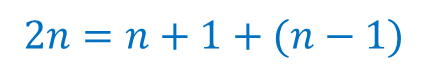 2n = n + 1 + (n − 1)